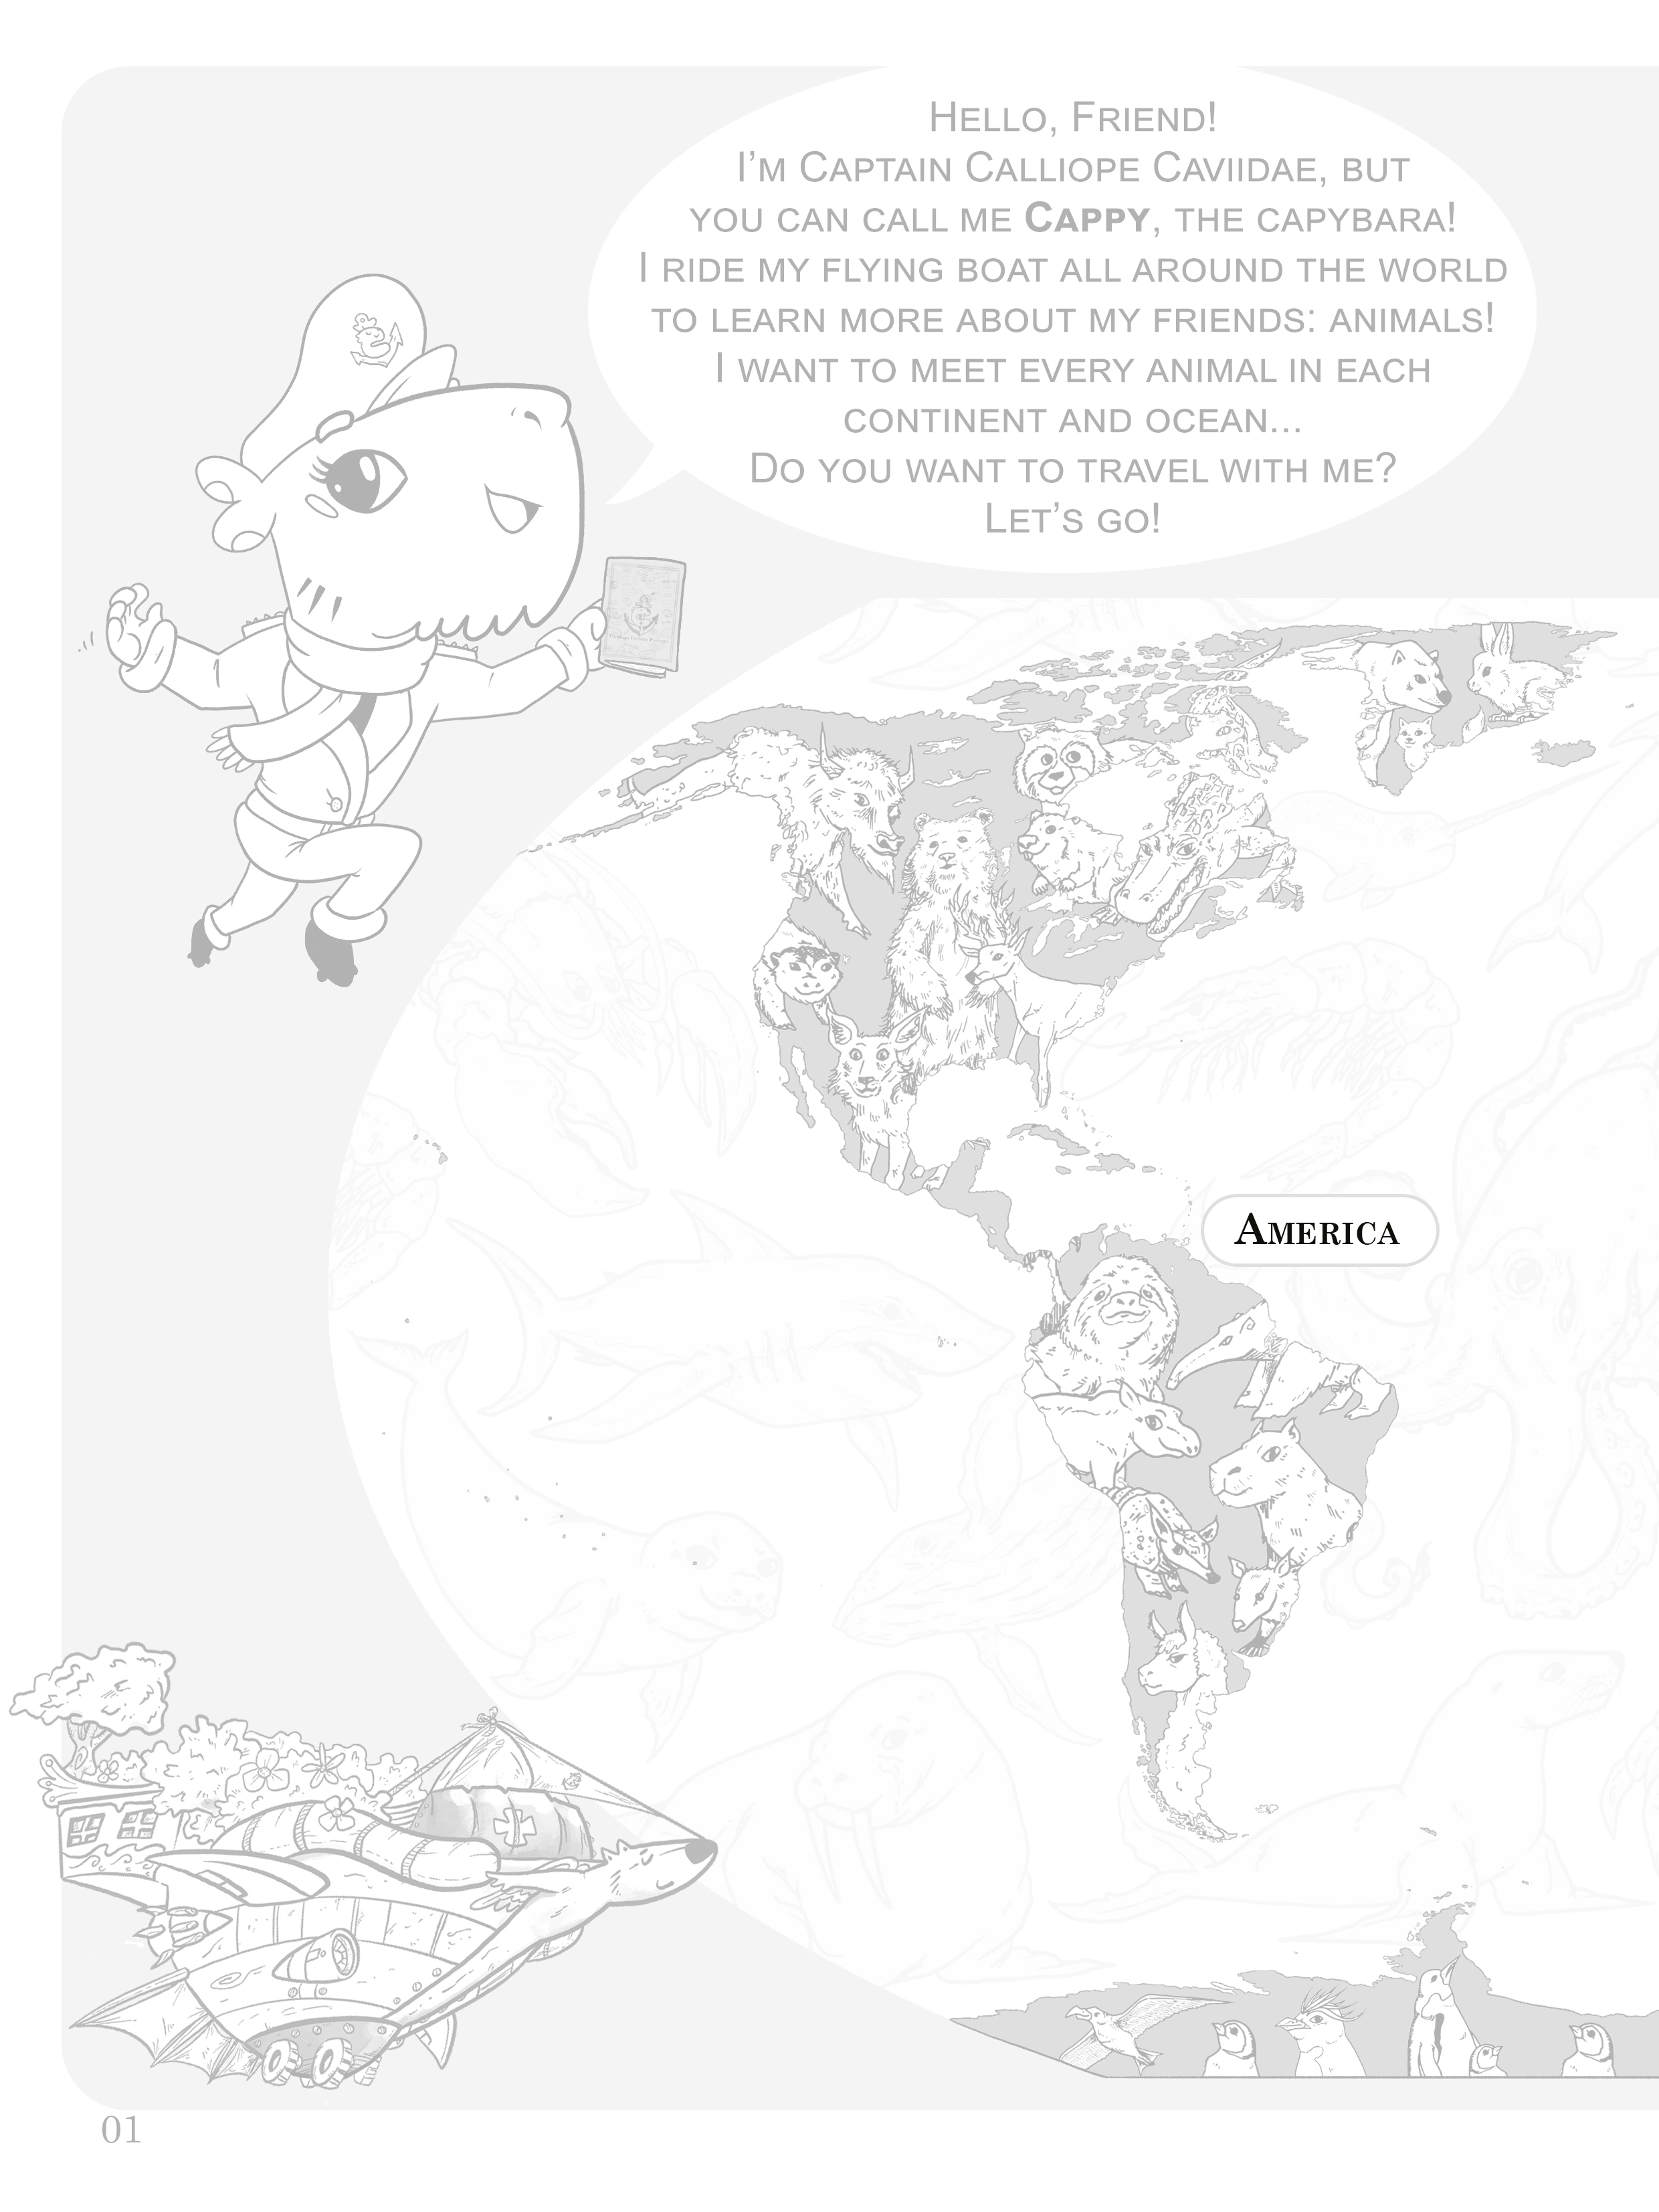 Hello, Friend!
I'm Captain Calliope Caviidae, but
you can call me Cappy, the capybara!
I ride my flying boat all around the world
to learn more about my friends: animals!
I want to meet every animal in each
continent and ocean...
Do you want to travel with me?
Let's go!
America
01